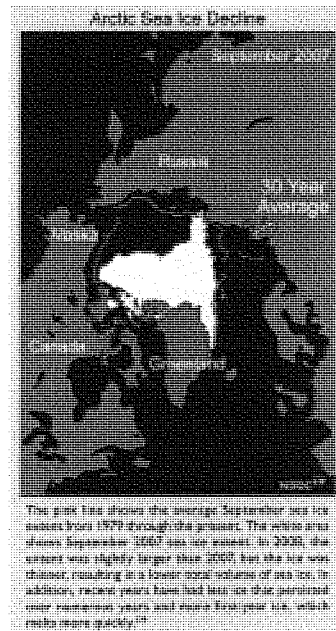 Arctic Sea Ice Decline
September 2007
Russia
30 Year
Average
Alaska
Canada
Greenland
The pink line shows the average September sea ice
extent from 1979 through the present. The white area
shows September 2007 sea ice extent. In 2008, the
extent was slightly larger than 2007, but the ice was
thinner, resulting in a lower total volume of sea ice. In
addition, recent years have had less ice that persisted
over numerous years and more first-year ice, which
melts more quickly.